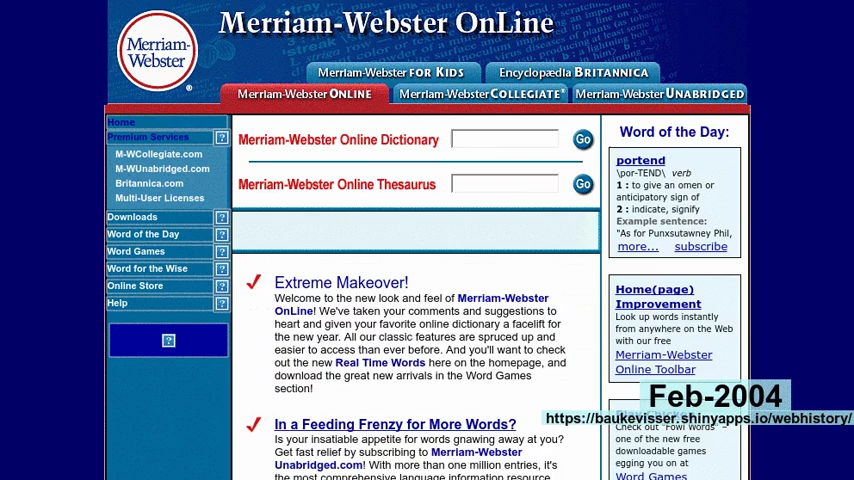 Merriam-Webster OnLine
Merriam-Webster
®
Merriam-Webster FOR KIDS
Encyclopædia BRITANNICA
Merriam-Webster ONLINE
Merriam-Webster COLLEGIATE®
Merriam-Webster UNABRIDGED
Home
Premium Services ?
M-WCollegiate.com
M-WUnabridged.com
Britannica.com
Multi-User Licenses
Downloads ?
Word of the Day ?
Word Games ?
Word for the Wise ?
Online Store ?
Help ?
?
Merriam-Webster Online Dictionary Go
Merriam-Webster Online Thesaurus Go
Extreme Makeover!
Welcome to the new look and feel of Merriam-Webster
OnLine! We've taken your comments and suggestions to
heart and given your favorite online dictionary a facelift for
the new year. All our classic features are spruced up and
easier to access than ever before. And you'll want to check
out the new Real Time Words here on the homepage, and
download the great new arrivals in the Word Games
section!
In a Feeding Frenzy for More Words?
Is your insatiable appetite for words gnawing away at you?
Get fast relief by subscribing to Merriam-Webster
Unabridged.com! With more than one million entries, it's
the most comprehensive language information resource
Word of the Day:
portend
\por-TEND\ verb
1 : to give an omen or
anticipatory sign of
2 : indicate, signify
Example sentence:
"As for Punxsutawney Phil,
more... subscribe
Home(page)
Improvement
Look up words instantly
from anywhere on the Web
with our free
Merriam-Webster
Online Toolbar
Feb-2004
https://baukevisser.shinyapps.io/webhistory/
Check out "Fowl Words" –
one of the new free
downloadable games
egging you on at
Word Games